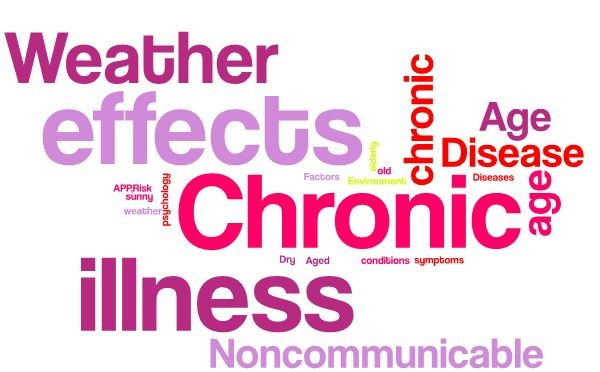 Weather
effects
chronic
Age
Disease
elderly
old
Factors
Environment
Diseases
APP,Risk
sunny
weather
psychology
Chronic
age
Dry
Aged
conditions
symptoms
illness
Noncommunicable